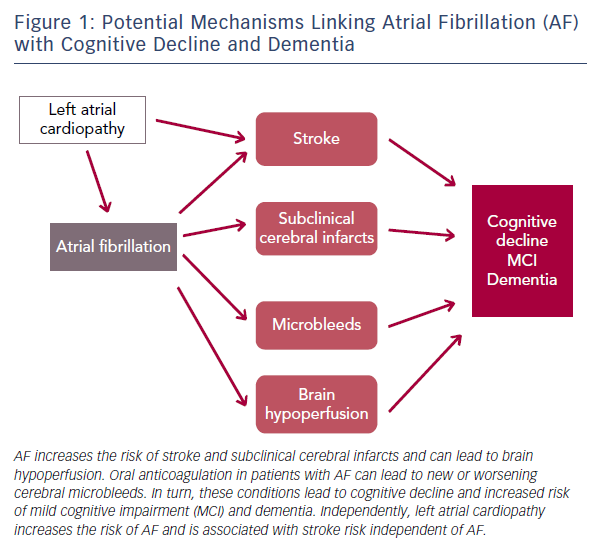 Figure 1: Potential Mechanisms Linking Atrial Fibrillation (AF)
with Cognitive Decline and Dementia
Left atrial
cardiopathy
Stroke
Atrial fibrillation
Subclinical
cerebral infarcts
Cognitive
decline
MCI
Dementia
Microbleeds
Brain
hypoperfusion
AF increases the risk of stroke and subclinical cerebral infarcts and can lead to brain
hypoperfusion. Oral anticoagulation in patients with AF can lead to new or worsening
cerebral microbleeds. In turn, these conditions lead to cognitive decline and increased risk
of mild cognitive impairment (MCI) and dementia. Independently, left atrial cardiopathy
increases the risk of AF and is associated with stroke risk independent of AF.